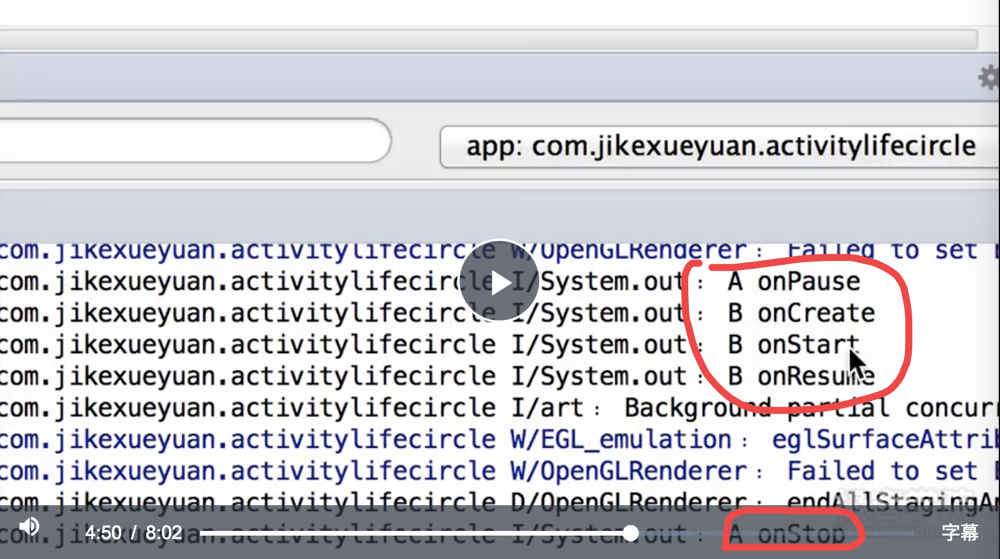 app: com.jikexueyuan.activitylifecircle
com.jikexueyuan.activitylifecircle W/OpenGLRenderer: Failed to set
com.jikexueyuan.activitylifecircle I/System.out: A onPause
com.jikexueyuan.activitylifecircle I/System.out: B onCreate
com.jikexueyuan.activitylifecircle I/System.out: B onStart
com.jikexueyuan.activitylifecircle I/System.out: B onResume
com.jikexueyuan.activitylifecircle I/art: Background partial concurr
com.jikexueyuan.activitylifecircle W/EGL_emulation: eglSurfaceAttrib
com.jikexueyuan.activitylifecircle W/OpenGLRenderer: Failed to set E
com.jikexueyuan.activitylifecircle D/OpenGLRenderer: endAllStagingAn
com.jikexueyuan.activitylifecircle I/System.out: A onStop
4:50 / 8:02 字幕